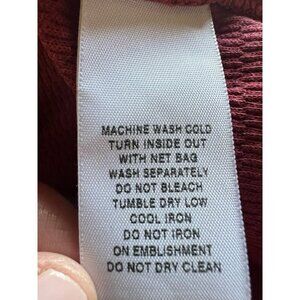 MACHINE WASH COLD
TURN INSIDE OUT
WITH NET BAG
WASH SEPARATELY
DO NOT BLEACH
TUMBLE DRY LOW
COOL IRON
DO NOT IRON
ON EMBLISHMENT
DO NOT DRY CLEAN